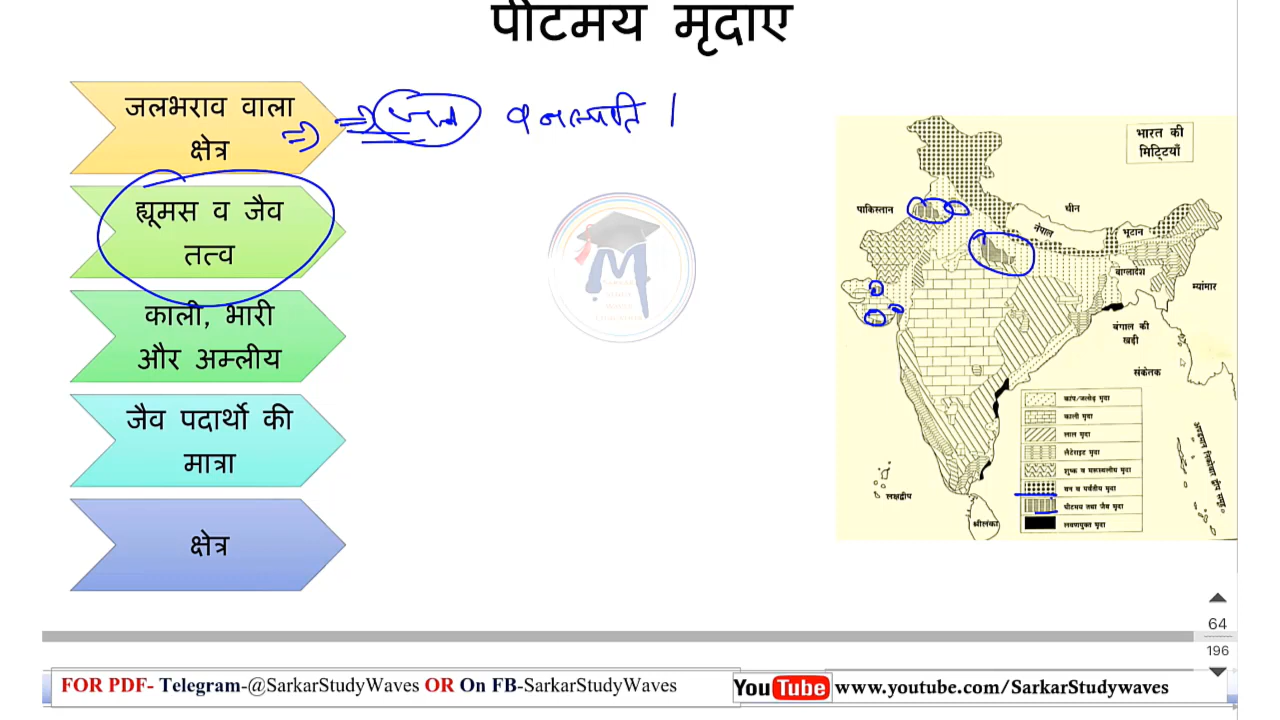 पीटमय मृदाएं
जलभराव वाला
क्षेत्र
जल वनस्पति |
ह्यूमस व जैव
तत्व
काली, भारी
और अम्लीय
जैव पदार्थो की
मात्रा
क्षेत्र
भारत की
मिट्टियाँ
पाकिस्तान
चीन
नेपाल
भूटान
बांग्लादेश
म्यांमार
बंगाल की
खाड़ी
संकेतक
कांप/जलोढ़ मृदा
काली मृदा
लाल मृदा
लैटेराइट मृदा
शुष्क व मरूस्थलीय मृदा
वन व पर्वतीय मृदा
पीटमय तथा जैव मृदा
लवणयुक्त मृदा
लक्षद्वीप
श्रीलंका
64
196
FOR PDF- Telegram-@SarkarStudyWaves OR On FB-SarkarStudyWaves
YouTube www.youtube.com/SarkarStudywaves